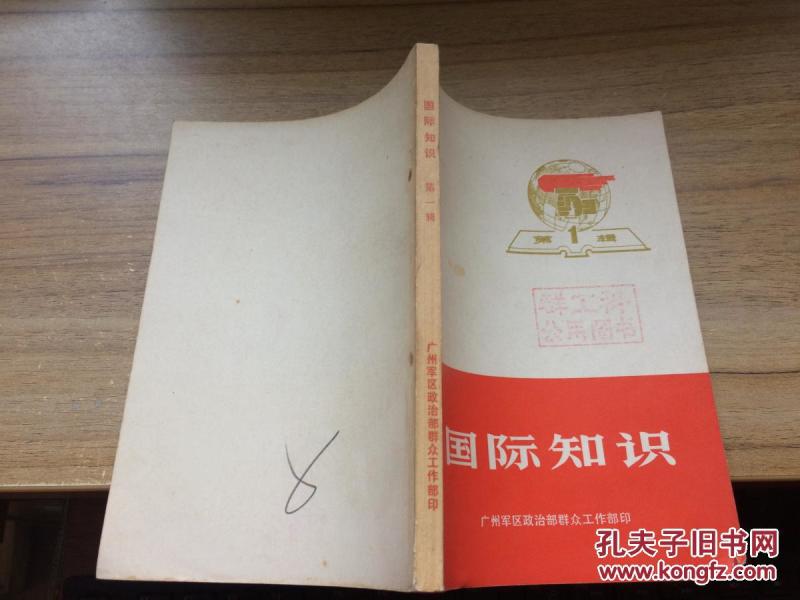 国际知识 第一辑
广州军区政治部群众工作部印
8
第1辑
群工科
公用图书
国际知识
广州军区政治部群众工作部印
孔夫子旧书网
www.kongfz.com